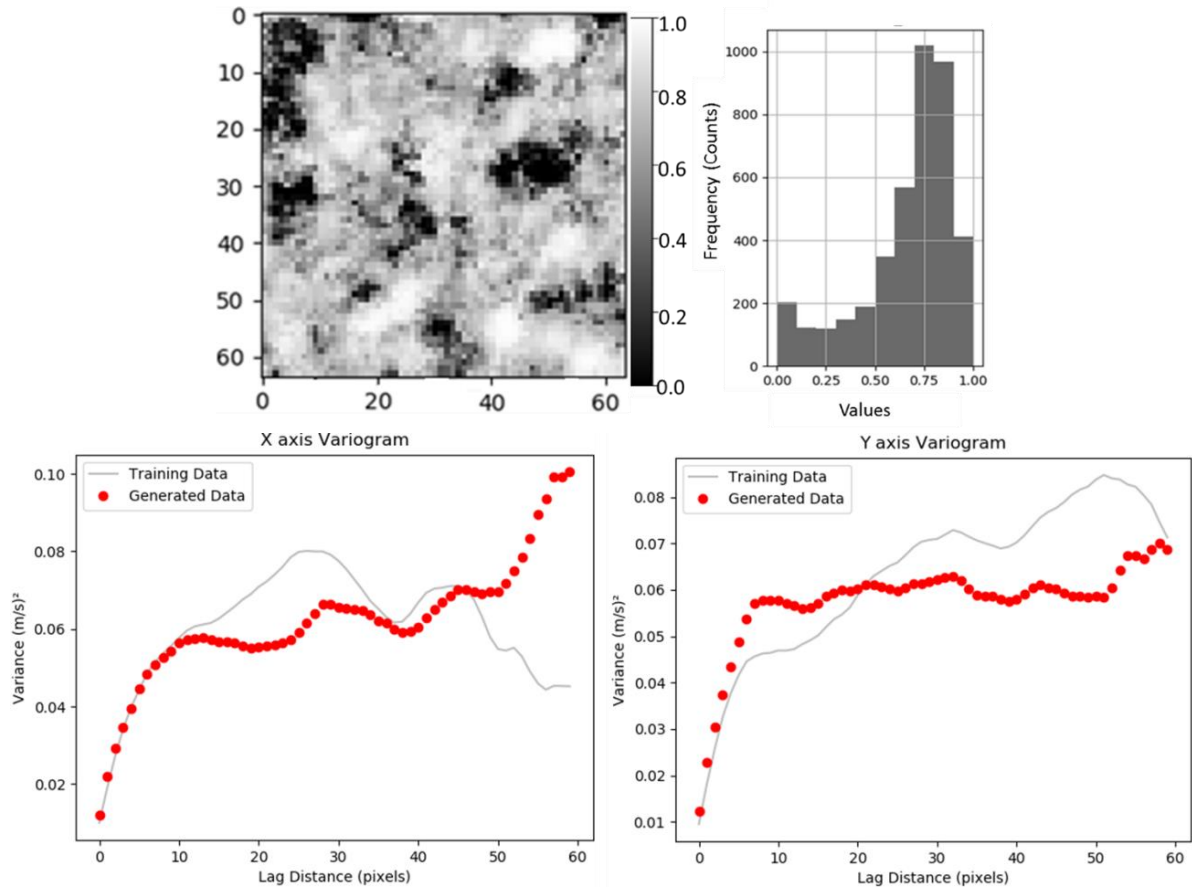 0
10
20
30
40
50
60
0 20 40 60
1.0
0.8
0.6
0.4
0.2
0.0
Frequency (Counts)
1000
800
600
400
200
0
0.00 0.25 0.50 0.75 1.00
Values
X axis Variogram
Training Data
Generated Data
Variance (m/s)²
0.10
0.08
0.06
0.04
0.02
0 10 20 30 40 50 60
Lag Distance (pixels)
Y axis Variogram
Training Data
Generated Data
Variance (m/s)²
0.08
0.07
0.06
0.05
0.04
0.03
0.02
0.01
0 10 20 30 40 50 60
Lag Distance (pixels)